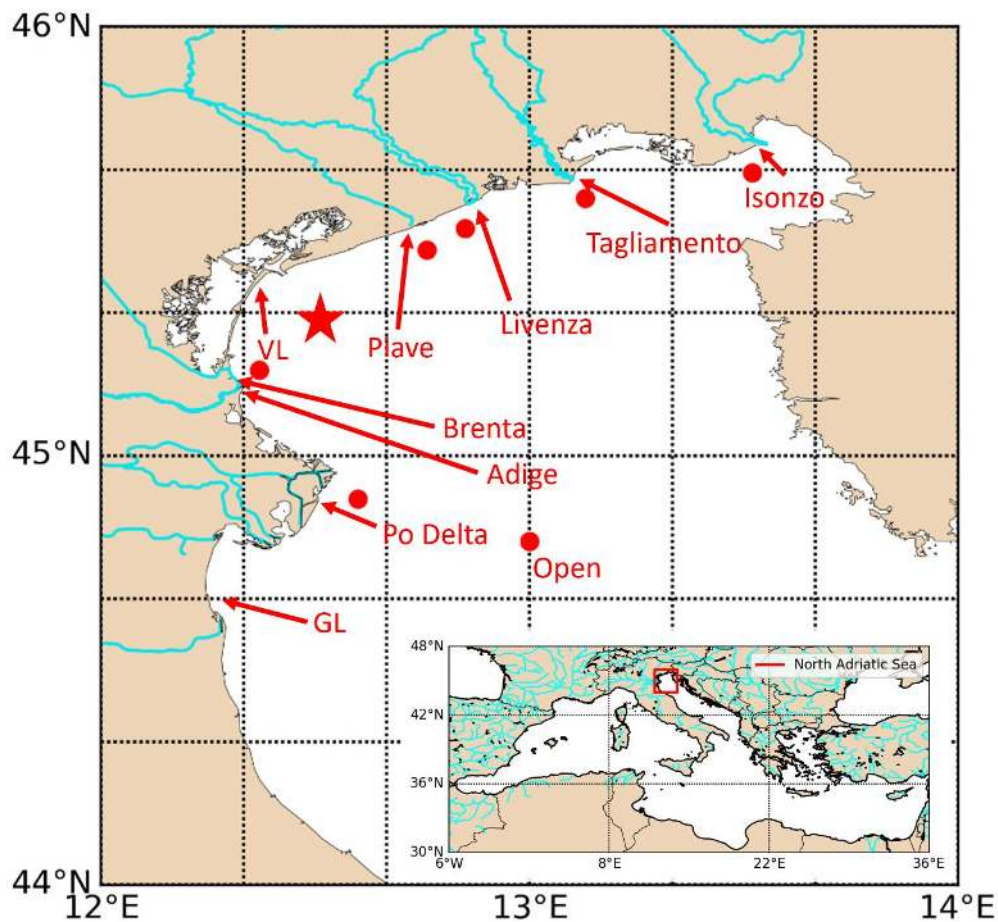 46°N
Isonzo
Tagliamento
Livenza
Piave
VL
Brenta
45°N
Adige
Po Delta
Open
GL
48°N
North Adriatic Sea
42°N
36°N
30°N
6°W
8°E
22°E
36°E
44°N
12°E
13°E
14°E